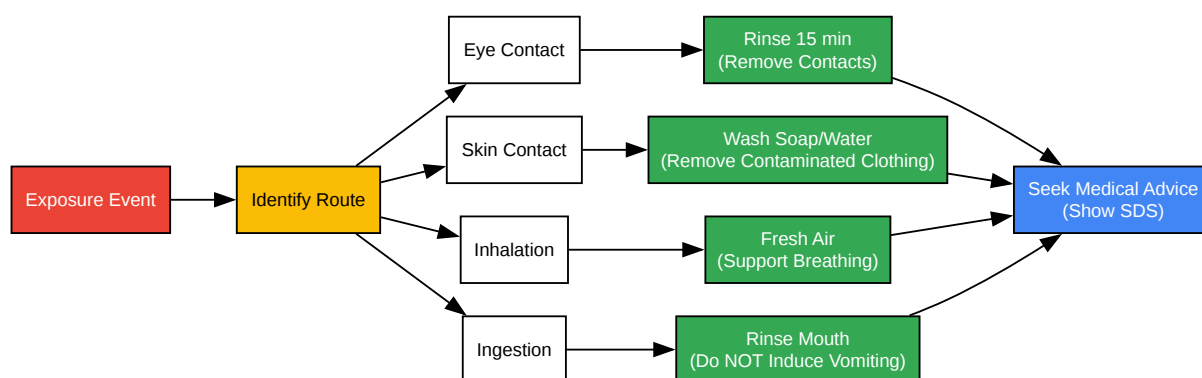 Exposure Event
Identify Route
Eye Contact
Rinse 15 min
(Remove Contacts)
Skin Contact
Wash Soap/Water
(Remove Contaminated Clothing)
Inhalation
Fresh Air
(Support Breathing)
Ingestion
Rinse Mouth
(Do NOT Induce Vomiting)
Seek Medical Advice
(Show SDS)